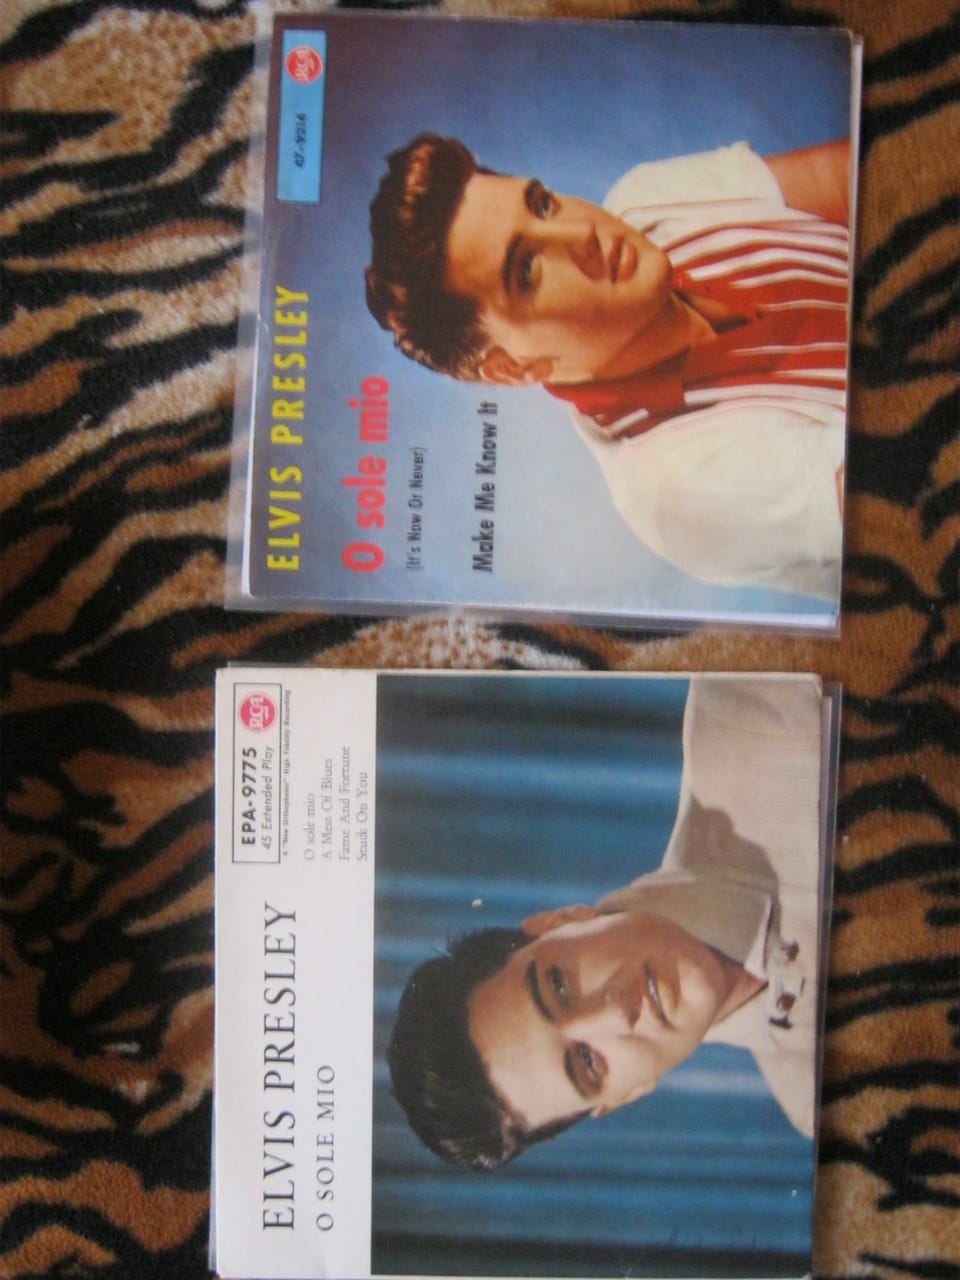 ELVIS PRESLEY
47-9314
RCA
O sole mio
(It's Now Or Never)
Make Me Know It
EPA-9775
RCA
45 Extended Play
A "New Orthophonic" High Fidelity Recording
ELVIS PRESLEY
O SOLE MIO
O sole mio
A Mess Of Blues
Fame And Fortune
Stuck On You